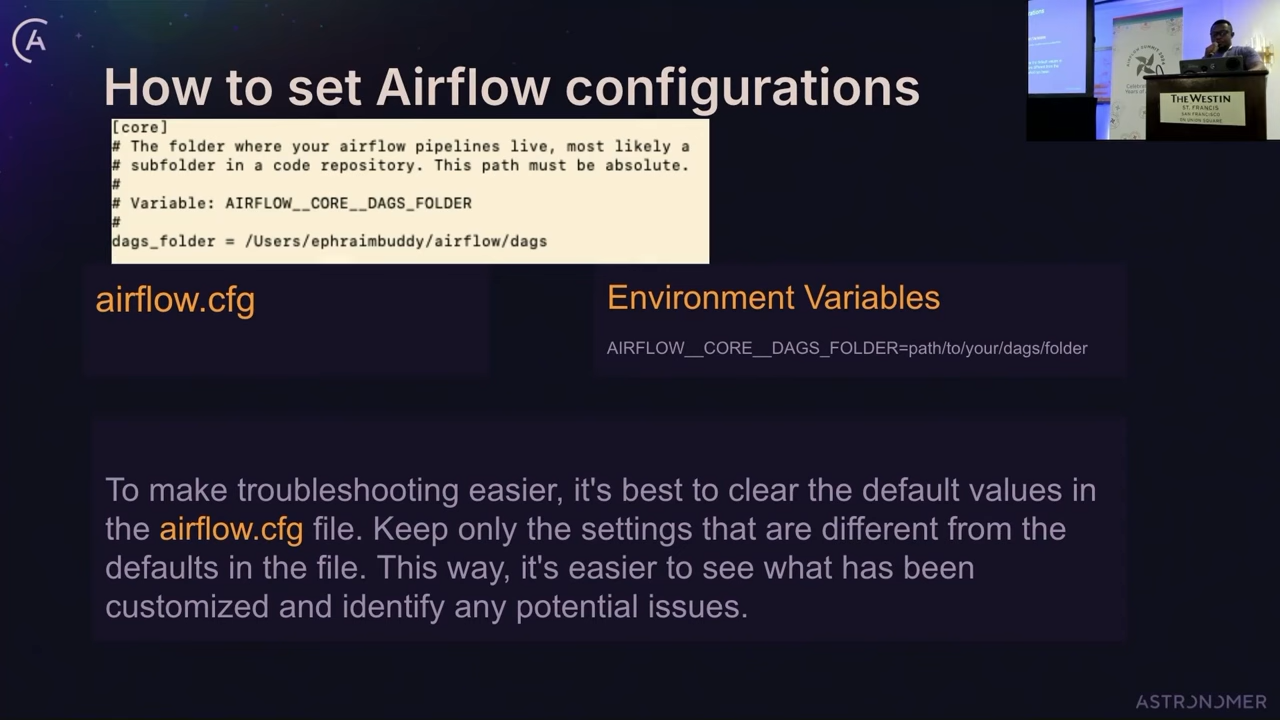 How to set Airflow configurations
[core]
# The folder where your airflow pipelines live, most likely a
# subfolder in a code repository. This path must be absolute.
#
# Variable: AIRFLOW__CORE__DAGS_FOLDER
#
dags_folder = /Users/ephraimbuddy/airflow/dags
airflow.cfg
Environment Variables
AIRFLOW__CORE__DAGS_FOLDER=path/to/your/dags/folder
To make troubleshooting easier, it's best to clear the default values in
the airflow.cfg file. Keep only the settings that are different from the
defaults in the file. This way, it's easier to see what has been
customized and identify any potential issues.
ASTRONOMER
THE WESTIN
ST. FRANCIS
SAN FRANCISCO
ON UNION SQUARE